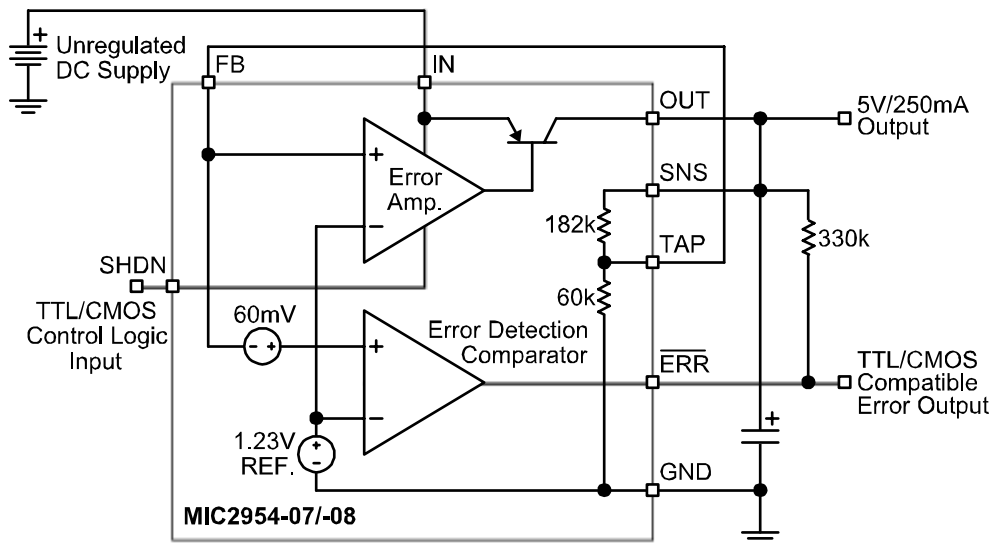 Unregulated
DC Supply
FB
IN
OUT
5V/250mA
Output
Error
Amp.
SNS
182k
330k
TAP
SHDN
60k
TTL/CMOS
Control Logic
Input
60mV
Error Detection
Comparator
ERR
TTL/CMOS
Compatible
Error Output
1.23V
REF.
GND
MIC2954-07/-08